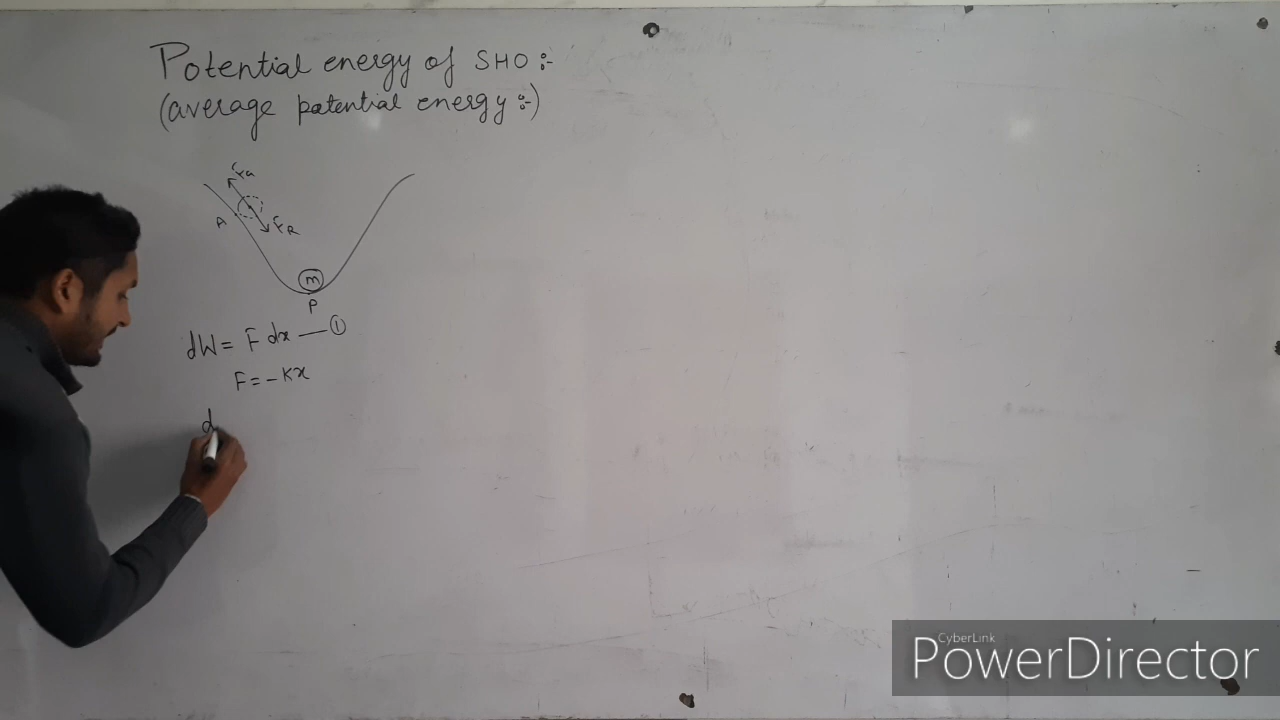 Potential energy of SHO :-
(average potential energy :-)
Fa
A
FR
m
P
dW = F dx — ①
F = - Kx
d
CyberLink
PowerDirector